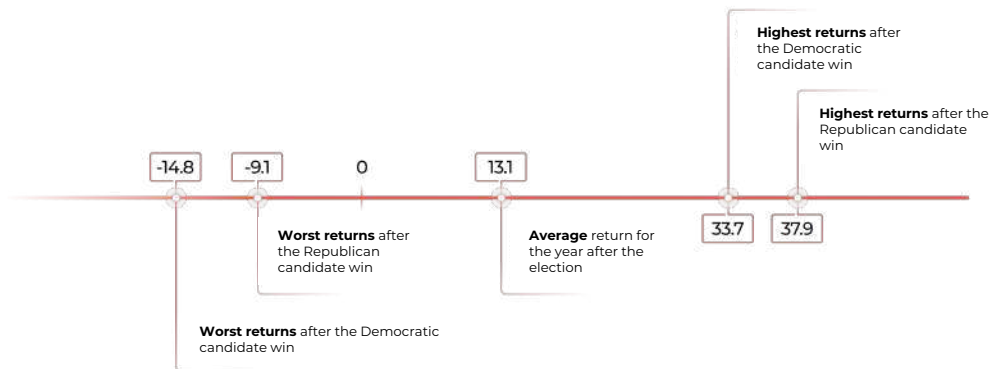 Highest returns after
the Democratic
candidate win
Highest returns after the
Republican candidate
win
-14.8
-9.1
0
13.1
33.7
37.9
Worst returns after
the Republican
candidate win
Average return for
the year after the
election
Worst returns after the Democratic
candidate win